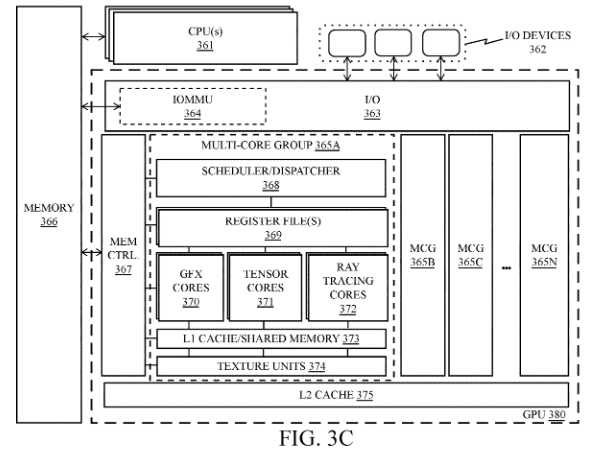 CPU(s)
361
I/O DEVICES
362
IOMMU
364
I/O
363
MEMORY
366
MEM
CTRL.
367
MULTI-CORE GROUP 365A
SCHEDULER/DISPATCHER
368
REGISTER FILE(S)
369
GFX
CORES
370
TENSOR
CORES
371
RAY
TRACING
CORES
372
L1 CACHE/SHARED MEMORY 373
TEXTURE UNITS 374
MCG
365B
MCG
365C
...
MCG
365N
L2 CACHE 375
GPU 380
FIG. 3C